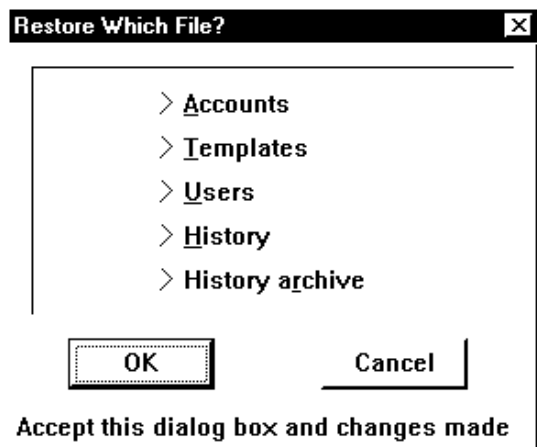 Restore Which File?
Accounts
Templates
Users
History
History archive
OK
Cancel
Accept this dialog box and changes made